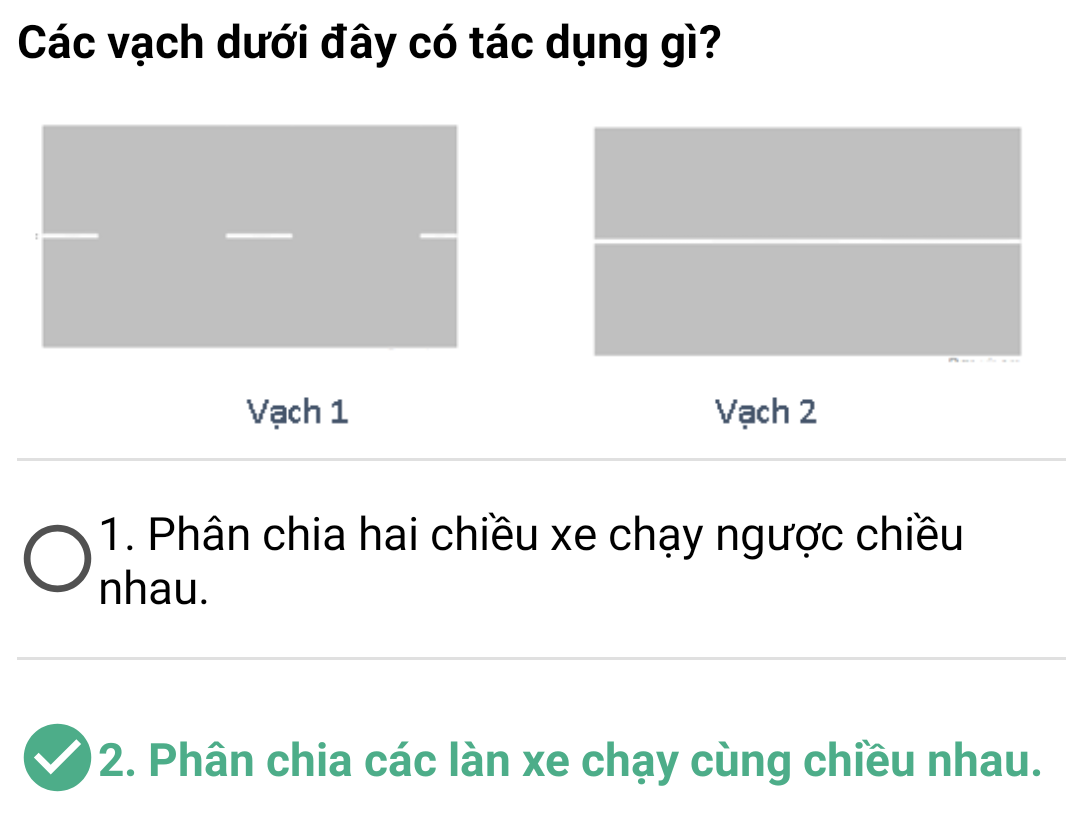 Các vạch dưới đây có tác dụng gì?
Vạch 1
Vạch 2
1. Phân chia hai chiều xe chạy ngược chiều
nhau.
2. Phân chia các làn xe chạy cùng chiều nhau.